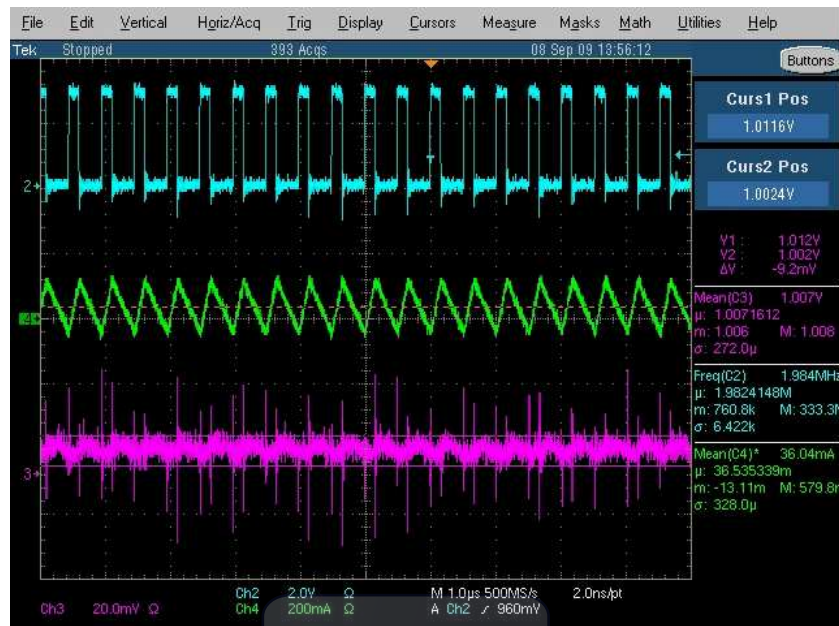 File Edit Vertical Horiz/Acq Trig Display Cursors Measure Masks Math Utilities Help
Tek Stopped 393 Acqs 08 Sep 09 13:56:12
Buttons
Curs1 Pos
1.0116V
Curs2 Pos
1.0024V
2
V1 : 1.012V
V2 : 1.002V
ΔV : -9.2mV
Mean(C3) 1.007V
µ: 1.0071612
m: 1.006 M: 1.008
σ: 272.0µ
4
Freq(C2) 1.984MHz
µ: 1.9824148M
m: 760.8k M: 333.3M
σ: 6.422k
Mean(C4)* 36.04mA
µ: 36.535339m
m: -13.11m M: 579.8m
σ: 328.0µ
3
Ch2 2.0V Ω M 1.0µs 500MS/s 2.0ns/pt
Ch3 20.0mV Ω Ch4 200mA Ω A Ch2 ∕ 960mV